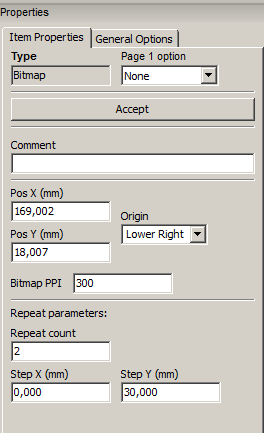 Properties
Item Properties General Options
Type Page 1 option
Bitmap None
Accept
Comment
Pos X (mm)
169,002
Origin
Pos Y (mm)
Lower Right
18,007
Bitmap PPI 300
Repeat parameters:
Repeat count
2
Step X (mm) Step Y (mm)
0,000 30,000